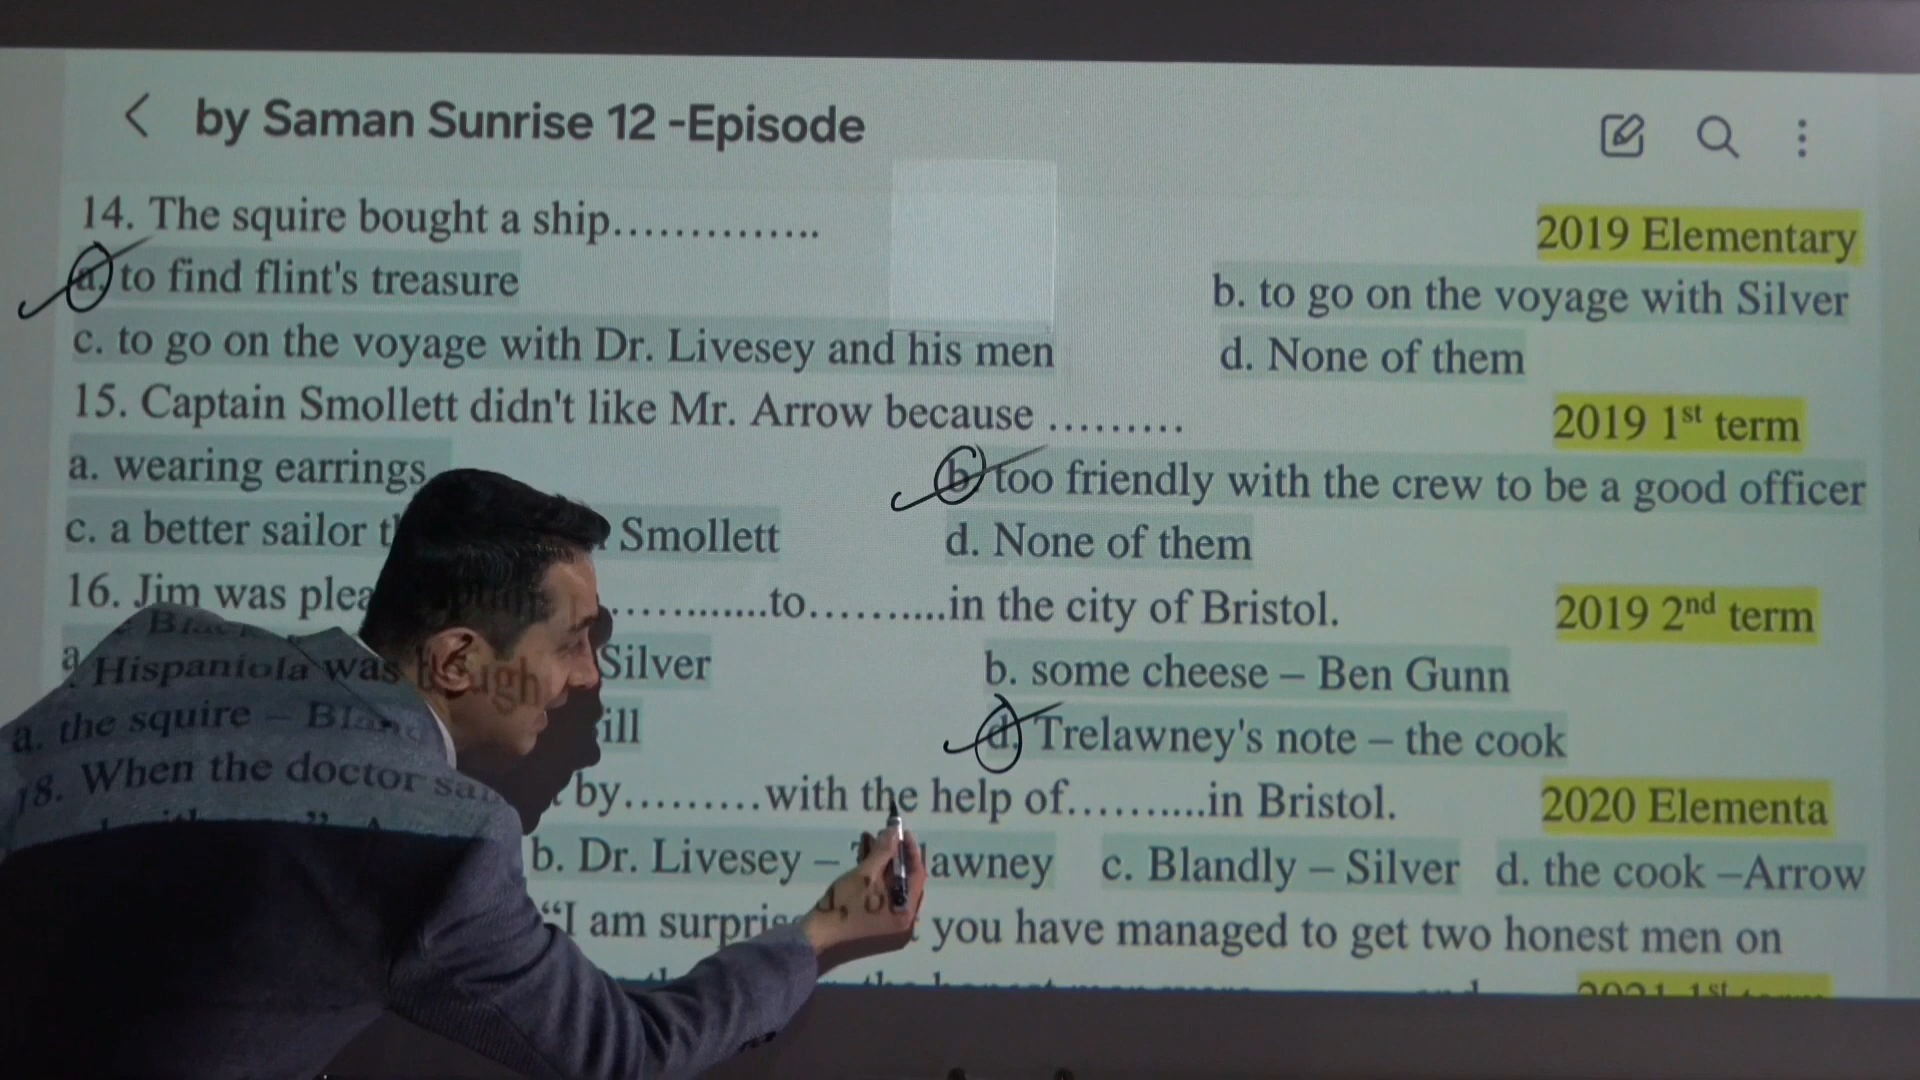 by Saman Sunrise 12 -Episode
14. The squire bought a ship.............. 2019 Elementary
a. to find flint's treasure b. to go on the voyage with Silver
c. to go on the voyage with Dr. Livesey and his men d. None of them
15. Captain Smollett didn't like Mr. Arrow because ......... 2019 1st term
a. wearing earrings b. too friendly with the crew to be a good officer
c. a better sailor Smollett d. None of them
16. Jim was ............to..........in the city of Bristol. 2019 2nd term
a Silver b. some cheese – Ben Gunn
d. Trelawney's note – the cook
Hispaniola was by.........with the help of..........in Bristol. 2020 Elementa
a. the squire – b. Dr. Livesey – c. Blandly – Silver d. the cook –Arrow
18. When the doctor “I am you have managed to get two honest men on